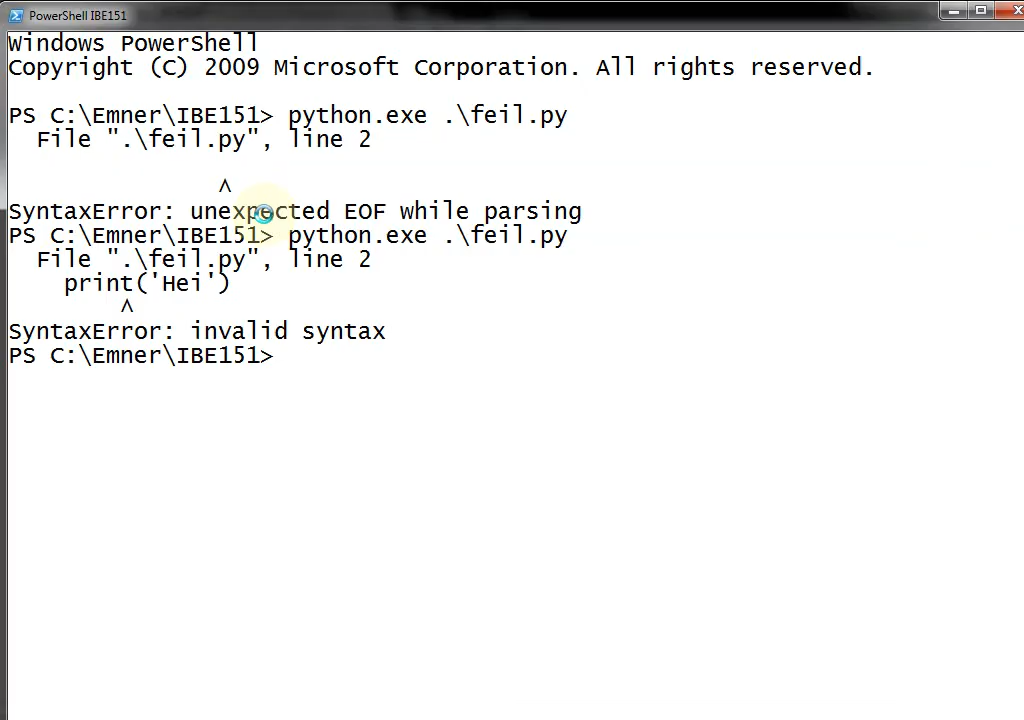 PowerShell IBE151
Windows PowerShell
Copyright (C) 2009 Microsoft Corporation. All rights reserved.
PS C:\Emner\IBE151> python.exe .\feil.py
  File ".\feil.py", line 2
^
SyntaxError: unexpected EOF while parsing
PS C:\Emner\IBE151> python.exe .\feil.py
  File ".\feil.py", line 2
    print('Hei')
^
SyntaxError: invalid syntax
PS C:\Emner\IBE151>